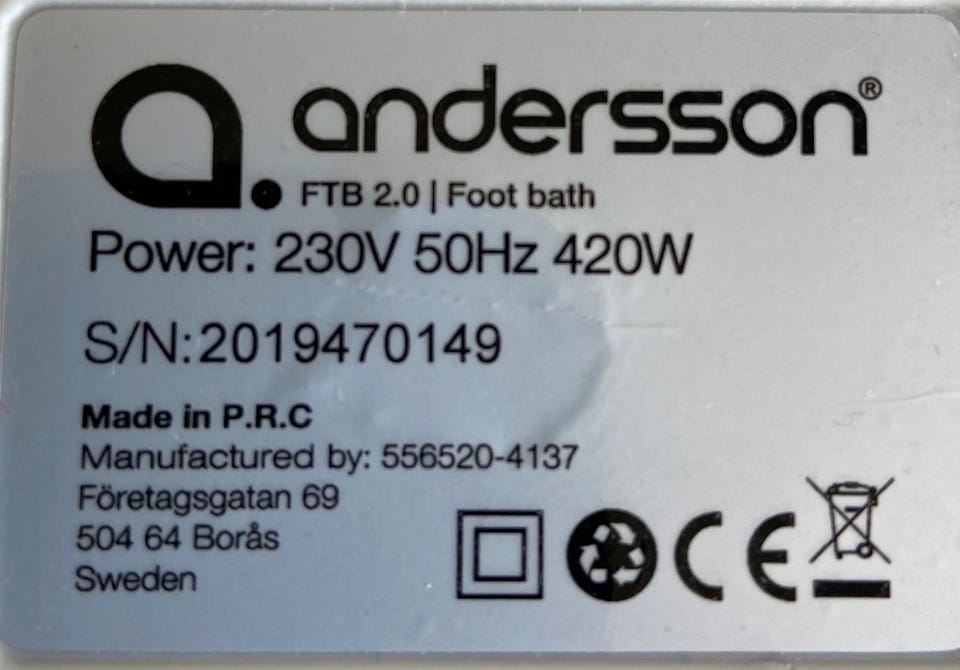 a. andersson®
FTB 2.0 | Foot bath
Power: 230V 50Hz 420W
S/N:2019470149
Made in P.R.C
Manufactured by: 556520-4137
Företagsgatan 69
504 64 Borås
Sweden
CE